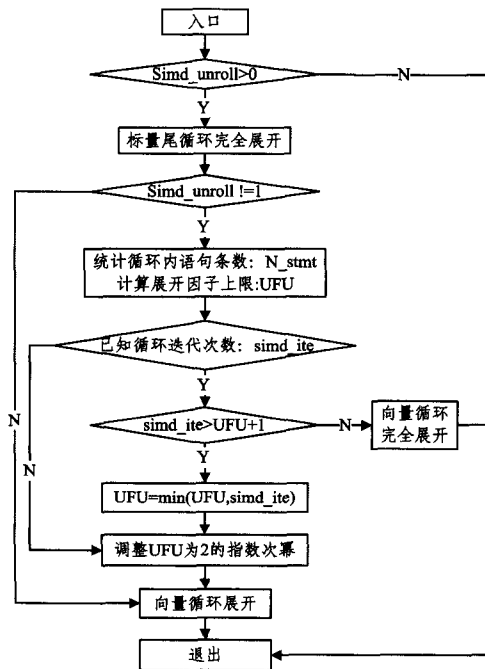 入口
Simd_unroll>0
N
Y
标量尾循环完全展开
Simd_unroll !=1
Y
统计循环内语句条数: N_stmt
计算展开因子上限:UFU
已知循环迭代次数: simd_ite
Y
simd_ite>UFU+1
N
向量循环
完全展开
N
N
Y
UFU=min(UFU,simd_ite)
调整UFU为2的指数次幂
向量循环展开
退出